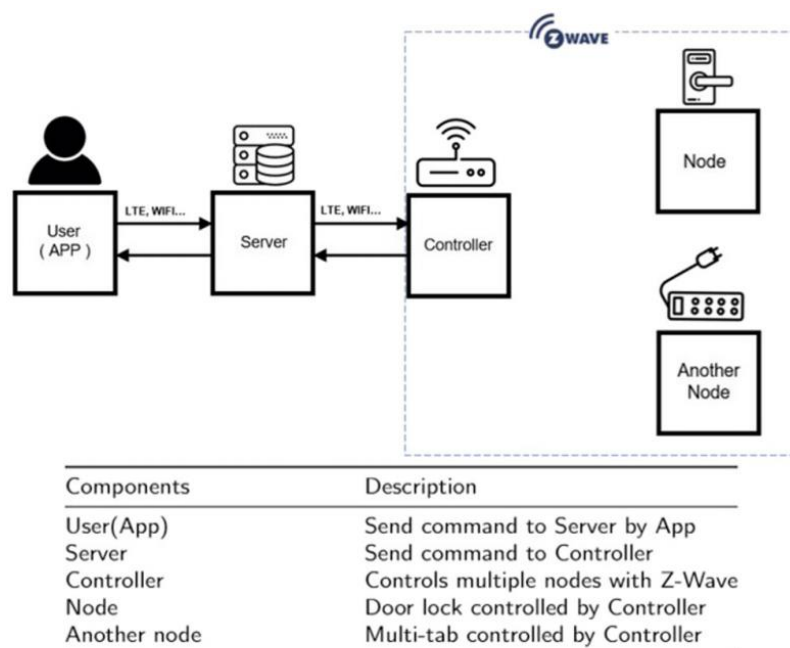 Z WAVE
User
( APP )
LTE, WIFI...
Server
LTE, WIFI...
Controller
Node
Another
Node
Components Description
User(App) Send command to Server by App
Server Send command to Controller
Controller Controls multiple nodes with Z-Wave
Node Door lock controlled by Controller
Another node Multi-tab controlled by Controller